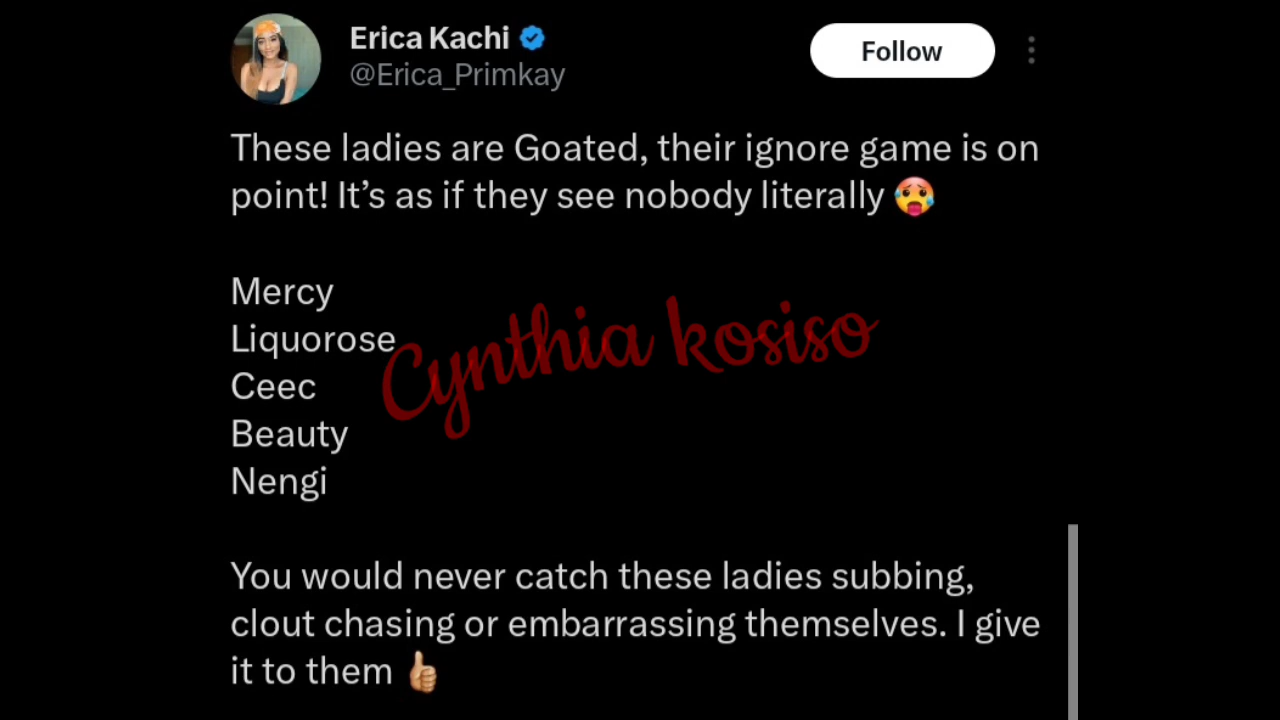 Erica Kachi
@Erica_Primkay
Follow
These ladies are Goated, their ignore game is on
point! It’s as if they see nobody literally 🥵
Mercy
Liquorose
Ceec
Beauty
Nengi
Cynthia kosiso
You would never catch these ladies subbing,
clout chasing or embarrassing themselves. I give
it to them 👍🏼